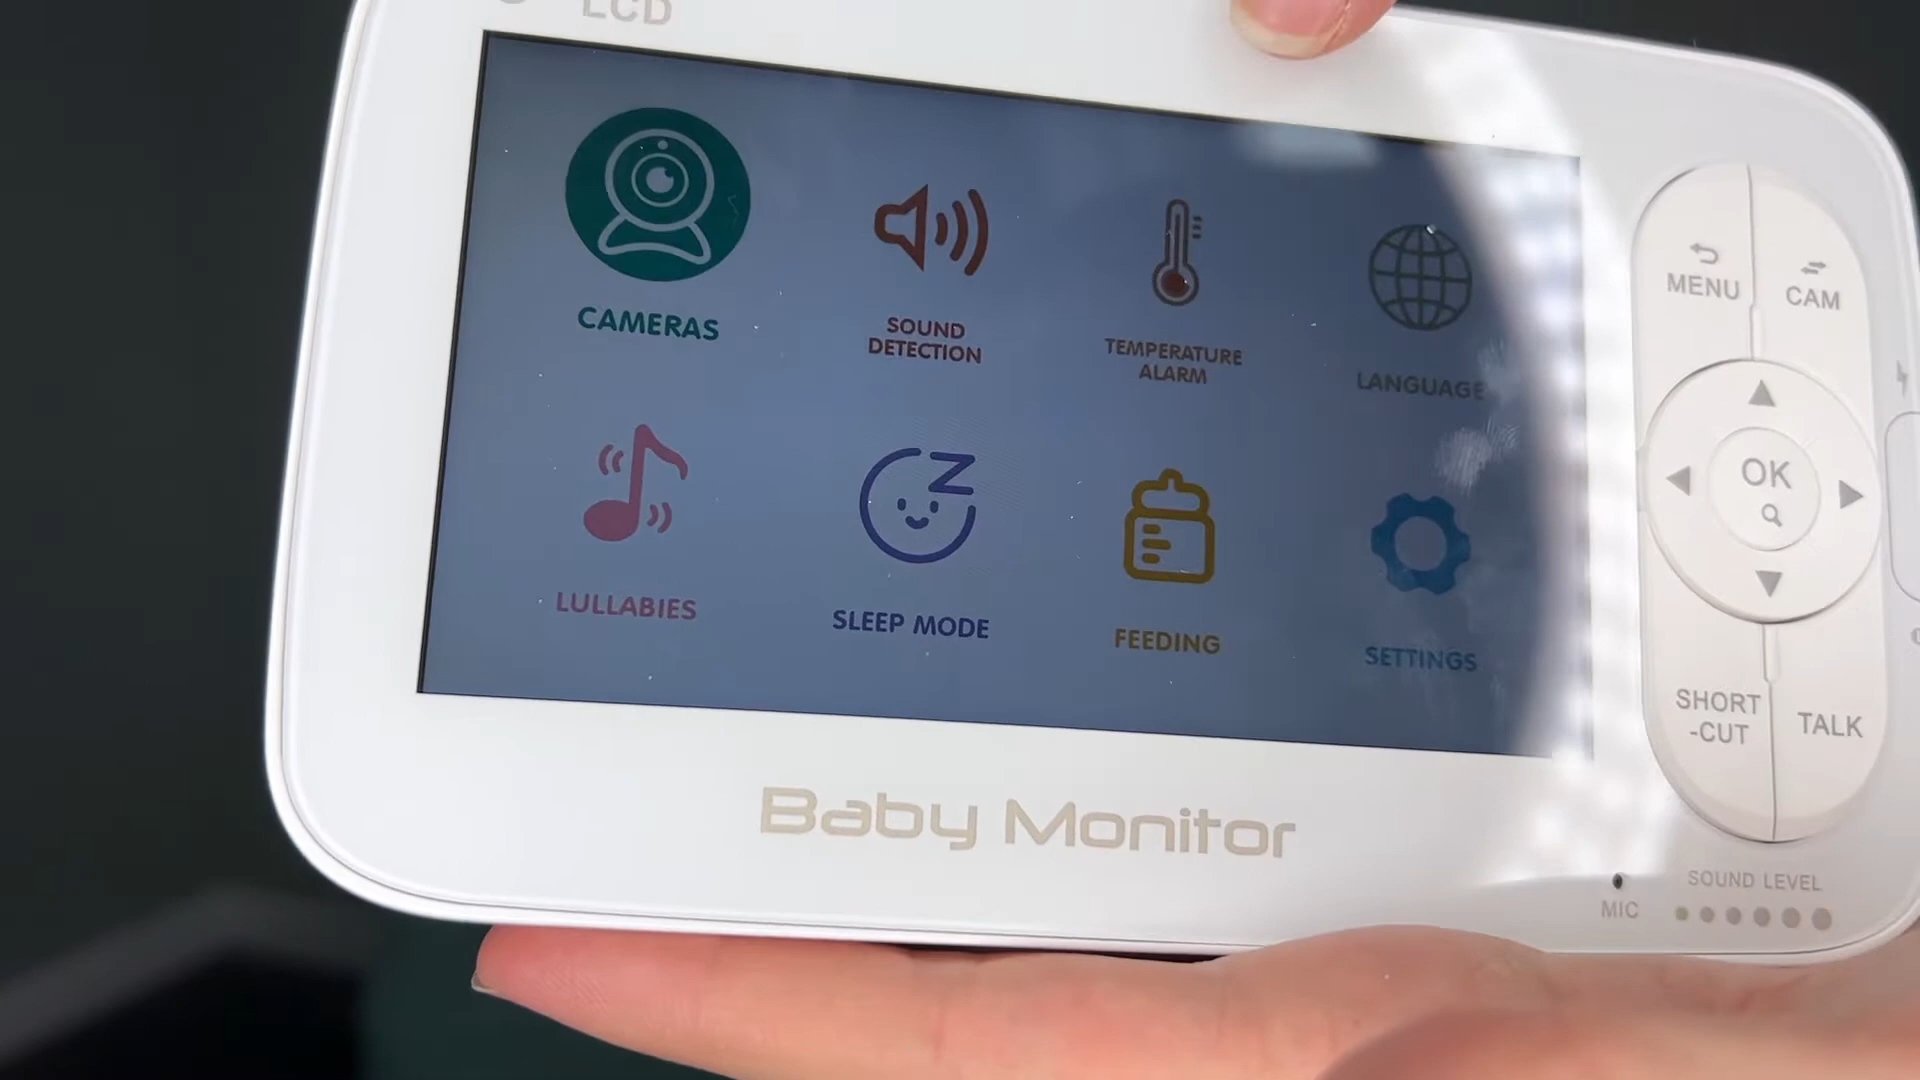 LCD
CAMERAS
SOUND
DETECTION
TEMPERATURE
ALARM
LANGUAGE
LULLABIES
SLEEP MODE
FEEDING
SETTINGS
MENU
CAM
OK
SHORT
-CUT
TALK
Baby Monitor
MIC
SOUND LEVEL